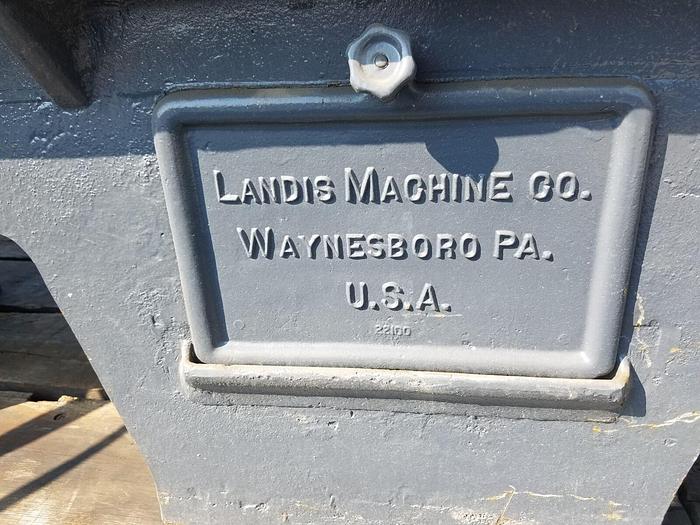 LANDIS MACHINE CO.
WAYNESBORO PA.
U.S.A.
22100